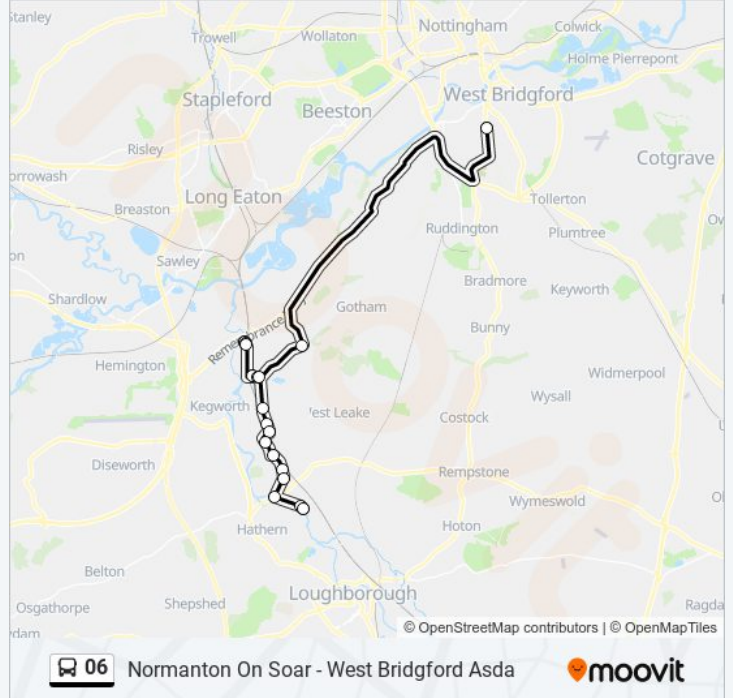 Stanley
Nottingham
Colwick
Trowell
Wollaton
Holme Pierrepont
Stapleford
West Bridgford
Beeston
Risley
Cotgrave
orrowash
Long Eaton
Tollerton
Breaston
Ruddington
Plumtree
Sawley
Bradmore
Keyworth
Shardlow
Gotham
Bunny
Hemington
Widmerpool
Kegworth
West Leake
Wysall
Costock
Diseworth
Rempstone
Wymeswold
Hathern
Hoton
Belton
Loughborough
Osgathorpe
Shepshed
Ragda
© OpenStreetMap contributors | © OpenMapTiles
06 Normanton On Soar - West Bridgford Asda moovit